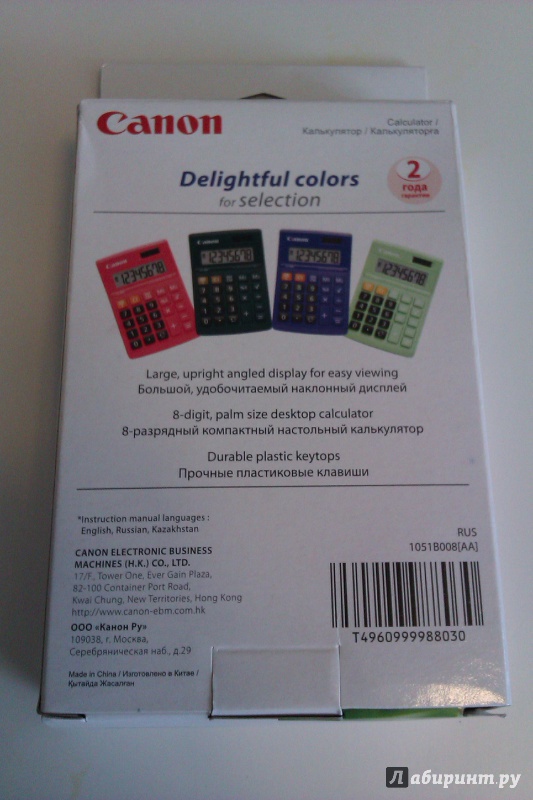 Canon
Calculator /
Калькулятор / Калькуляторга
Delightful colors
for selection
2
года
гарантии
Canon
Canon
Canon
Canon
12345678
12345678
12345678
12345678
Large, upright angled display for easy viewing
Большой, удобочитаемый наклонный дисплей
8-digit, palm size desktop calculator
8-разрядный компактный настольный калькулятор
Durable plastic keytops
Прочные пластиковые клавиши
*Instruction manual languages :
English, Russian, Kazakhstan
CANON ELECTRONIC BUSINESS
MACHINES (H.K.) CO., LTD.
17/F, Tower One, Ever Gain Plaza,
82-100 Container Port Road,
Kwai Chung, New Territories, Hong Kong
http://www.canon-ebm.com.hk
ООО «Канон Ру»
109038, г. Москва,
Серебряническая наб., д.29
Made in China / Изготовлено в Китае /
Қытайда Жасалған
RUS
1051B008[AA]
T4960999988030
Лабиринт.ру